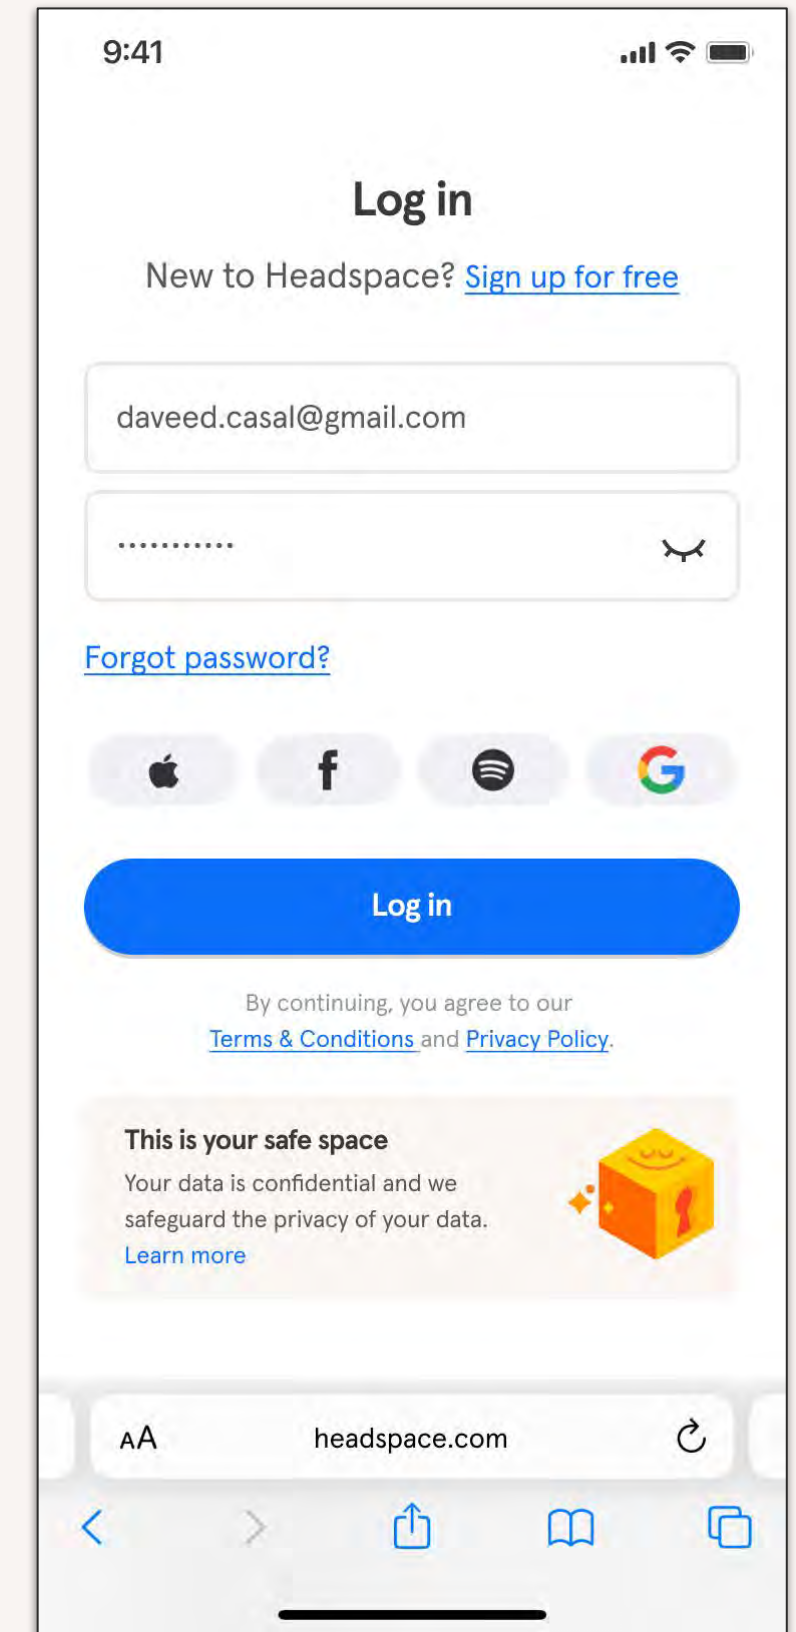 9:41
Log in
New to Headspace? Sign up for free
daveed.casal@gmail.com
•••••••••••
Forgot password?
Log in
By continuing, you agree to our
Terms & Conditions and Privacy Policy.
This is your safe space
Your data is confidential and we
safeguard the privacy of your data.
Learn more
AA headspace.com